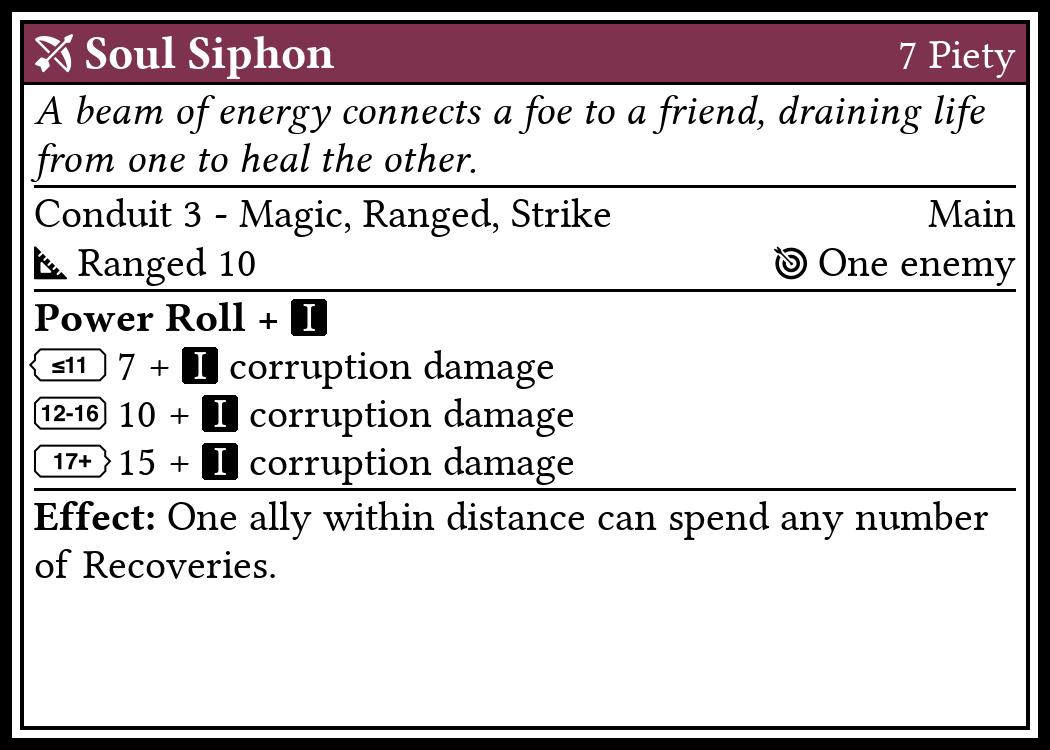 Soul Siphon 7 Piety
A beam of energy connects a foe to a friend, draining life
from one to heal the other.
Conduit 3 - Magic, Ranged, Strike Main
Ranged 10 One enemy
Power Roll + I
≤11 7 + I corruption damage
12-16 10 + I corruption damage
17+ 15 + I corruption damage
Effect: One ally within distance can spend any number
of Recoveries.